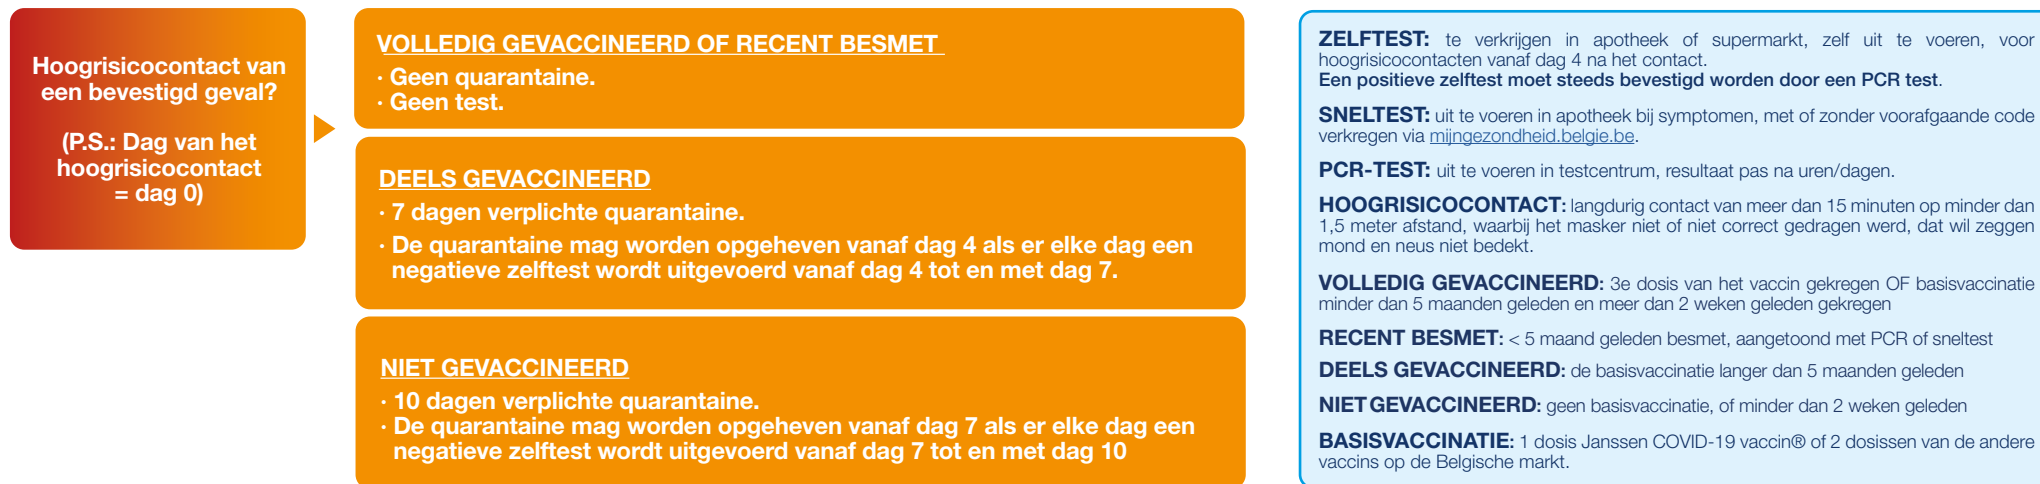 Hoogrisicocontact van
een bevestigd geval?
(P.S.: Dag van het
hoogrisicocontact
= dag 0)
VOLLEDIG GEVACCINEERD OF RECENT BESMET
· Geen quarantaine.
· Geen test.
DEELS GEVACCINEERD
· 7 dagen verplichte quarantaine.
· De quarantaine mag worden opgeheven vanaf dag 4 als er elke dag een
negatieve zelftest wordt uitgevoerd vanaf dag 4 tot en met dag 7.
NIET GEVACCINEERD
· 10 dagen verplichte quarantaine.
· De quarantaine mag worden opgeheven vanaf dag 7 als er elke dag een
negatieve zelftest wordt uitgevoerd vanaf dag 7 tot en met dag 10
ZELFTEST: te verkrijgen in apotheek of supermarkt, zelf uit te voeren, voor
hoogrisicocontacten vanaf dag 4 na het contact.
Een positieve zelftest moet steeds bevestigd worden door een PCR test.
SNELTEST: uit te voeren in apotheek bij symptomen, met of zonder voorafgaande code
verkregen via mijngezondheid.belgie.be.
PCR-TEST: uit te voeren in testcentrum, resultaat pas na uren/dagen.
HOOGRISICOCONTACT: langdurig contact van meer dan 15 minuten op minder dan
1,5 meter afstand, waarbij het masker niet of niet correct gedragen werd, dat wil zeggen
mond en neus niet bedekt.
VOLLEDIG GEVACCINEERD: 3e dosis van het vaccin gekregen OF basisvaccinatie
minder dan 5 maanden geleden en meer dan 2 weken geleden gekregen
RECENT BESMET: < 5 maand geleden besmet, aangetoond met PCR of sneltest
DEELS GEVACCINEERD: de basisvaccinatie langer dan 5 maanden geleden
NIET GEVACCINEERD: geen basisvaccinatie, of minder dan 2 weken geleden
BASISVACCINATIE: 1 dosis Janssen COVID-19 vaccin® of 2 dosissen van de andere
vaccins op de Belgische markt.